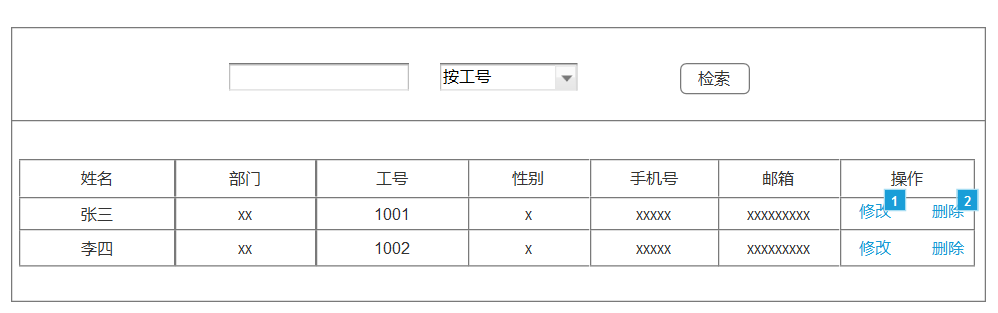 按工号 检索
姓名 部门 工号 性别 手机号 邮箱 操作
张三 xx 1001 x xxxxx xxxxxxxxx 修改 1 删除 2
李四 xx 1002 x xxxxx xxxxxxxxx 修改 删除